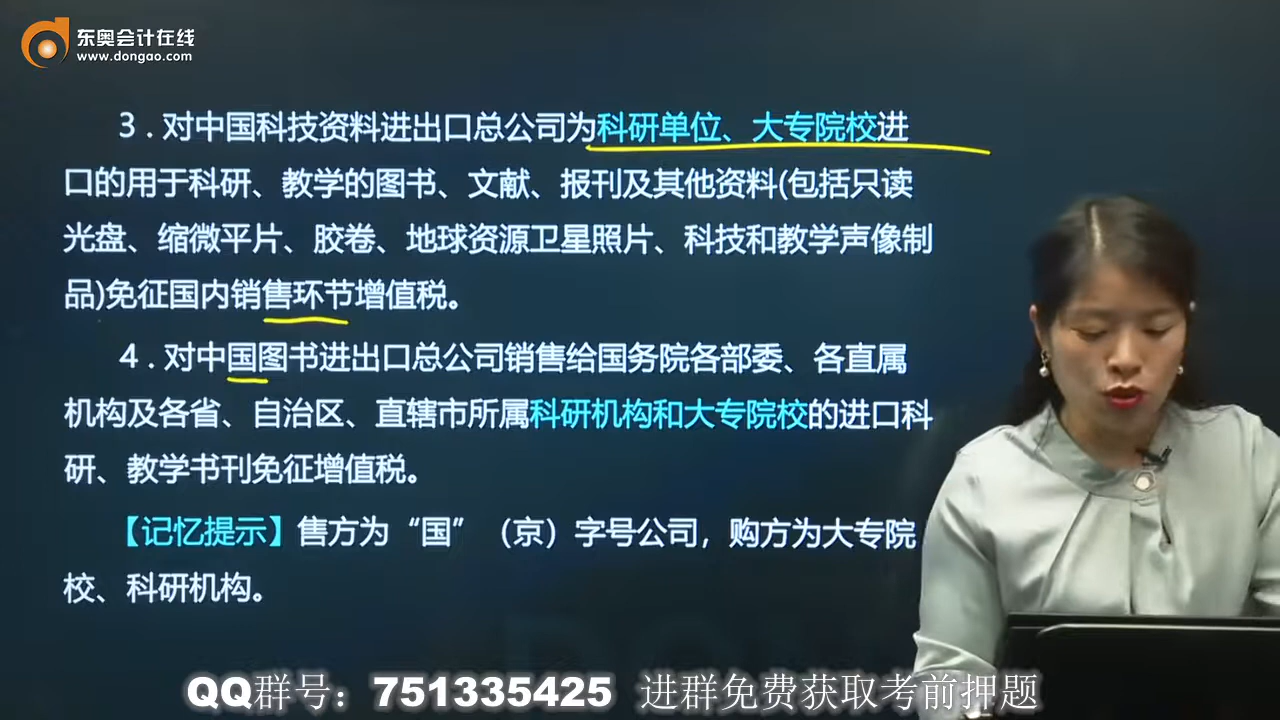 东奥会计在线
www.dongao.com
3．对中国科技资料进出口总公司为科研单位、大专院校进
口的用于科研、教学的图书、文献、报刊及其他资料(包括只读
光盘、缩微平片、胶卷、地球资源卫星照片、科技和教学声像制
品)免征国内销售环节增值税。
4．对中国图书进出口总公司销售给国务院各部委、各直属
机构及各省、自治区、直辖市所属科研机构和大专院校的进口科
研、教学书刊免征增值税。
【记忆提示】售方为“国”（京）字号公司，购方为大专院
校、科研机构。
QQ群号：751335425 进群免费获取考前押题